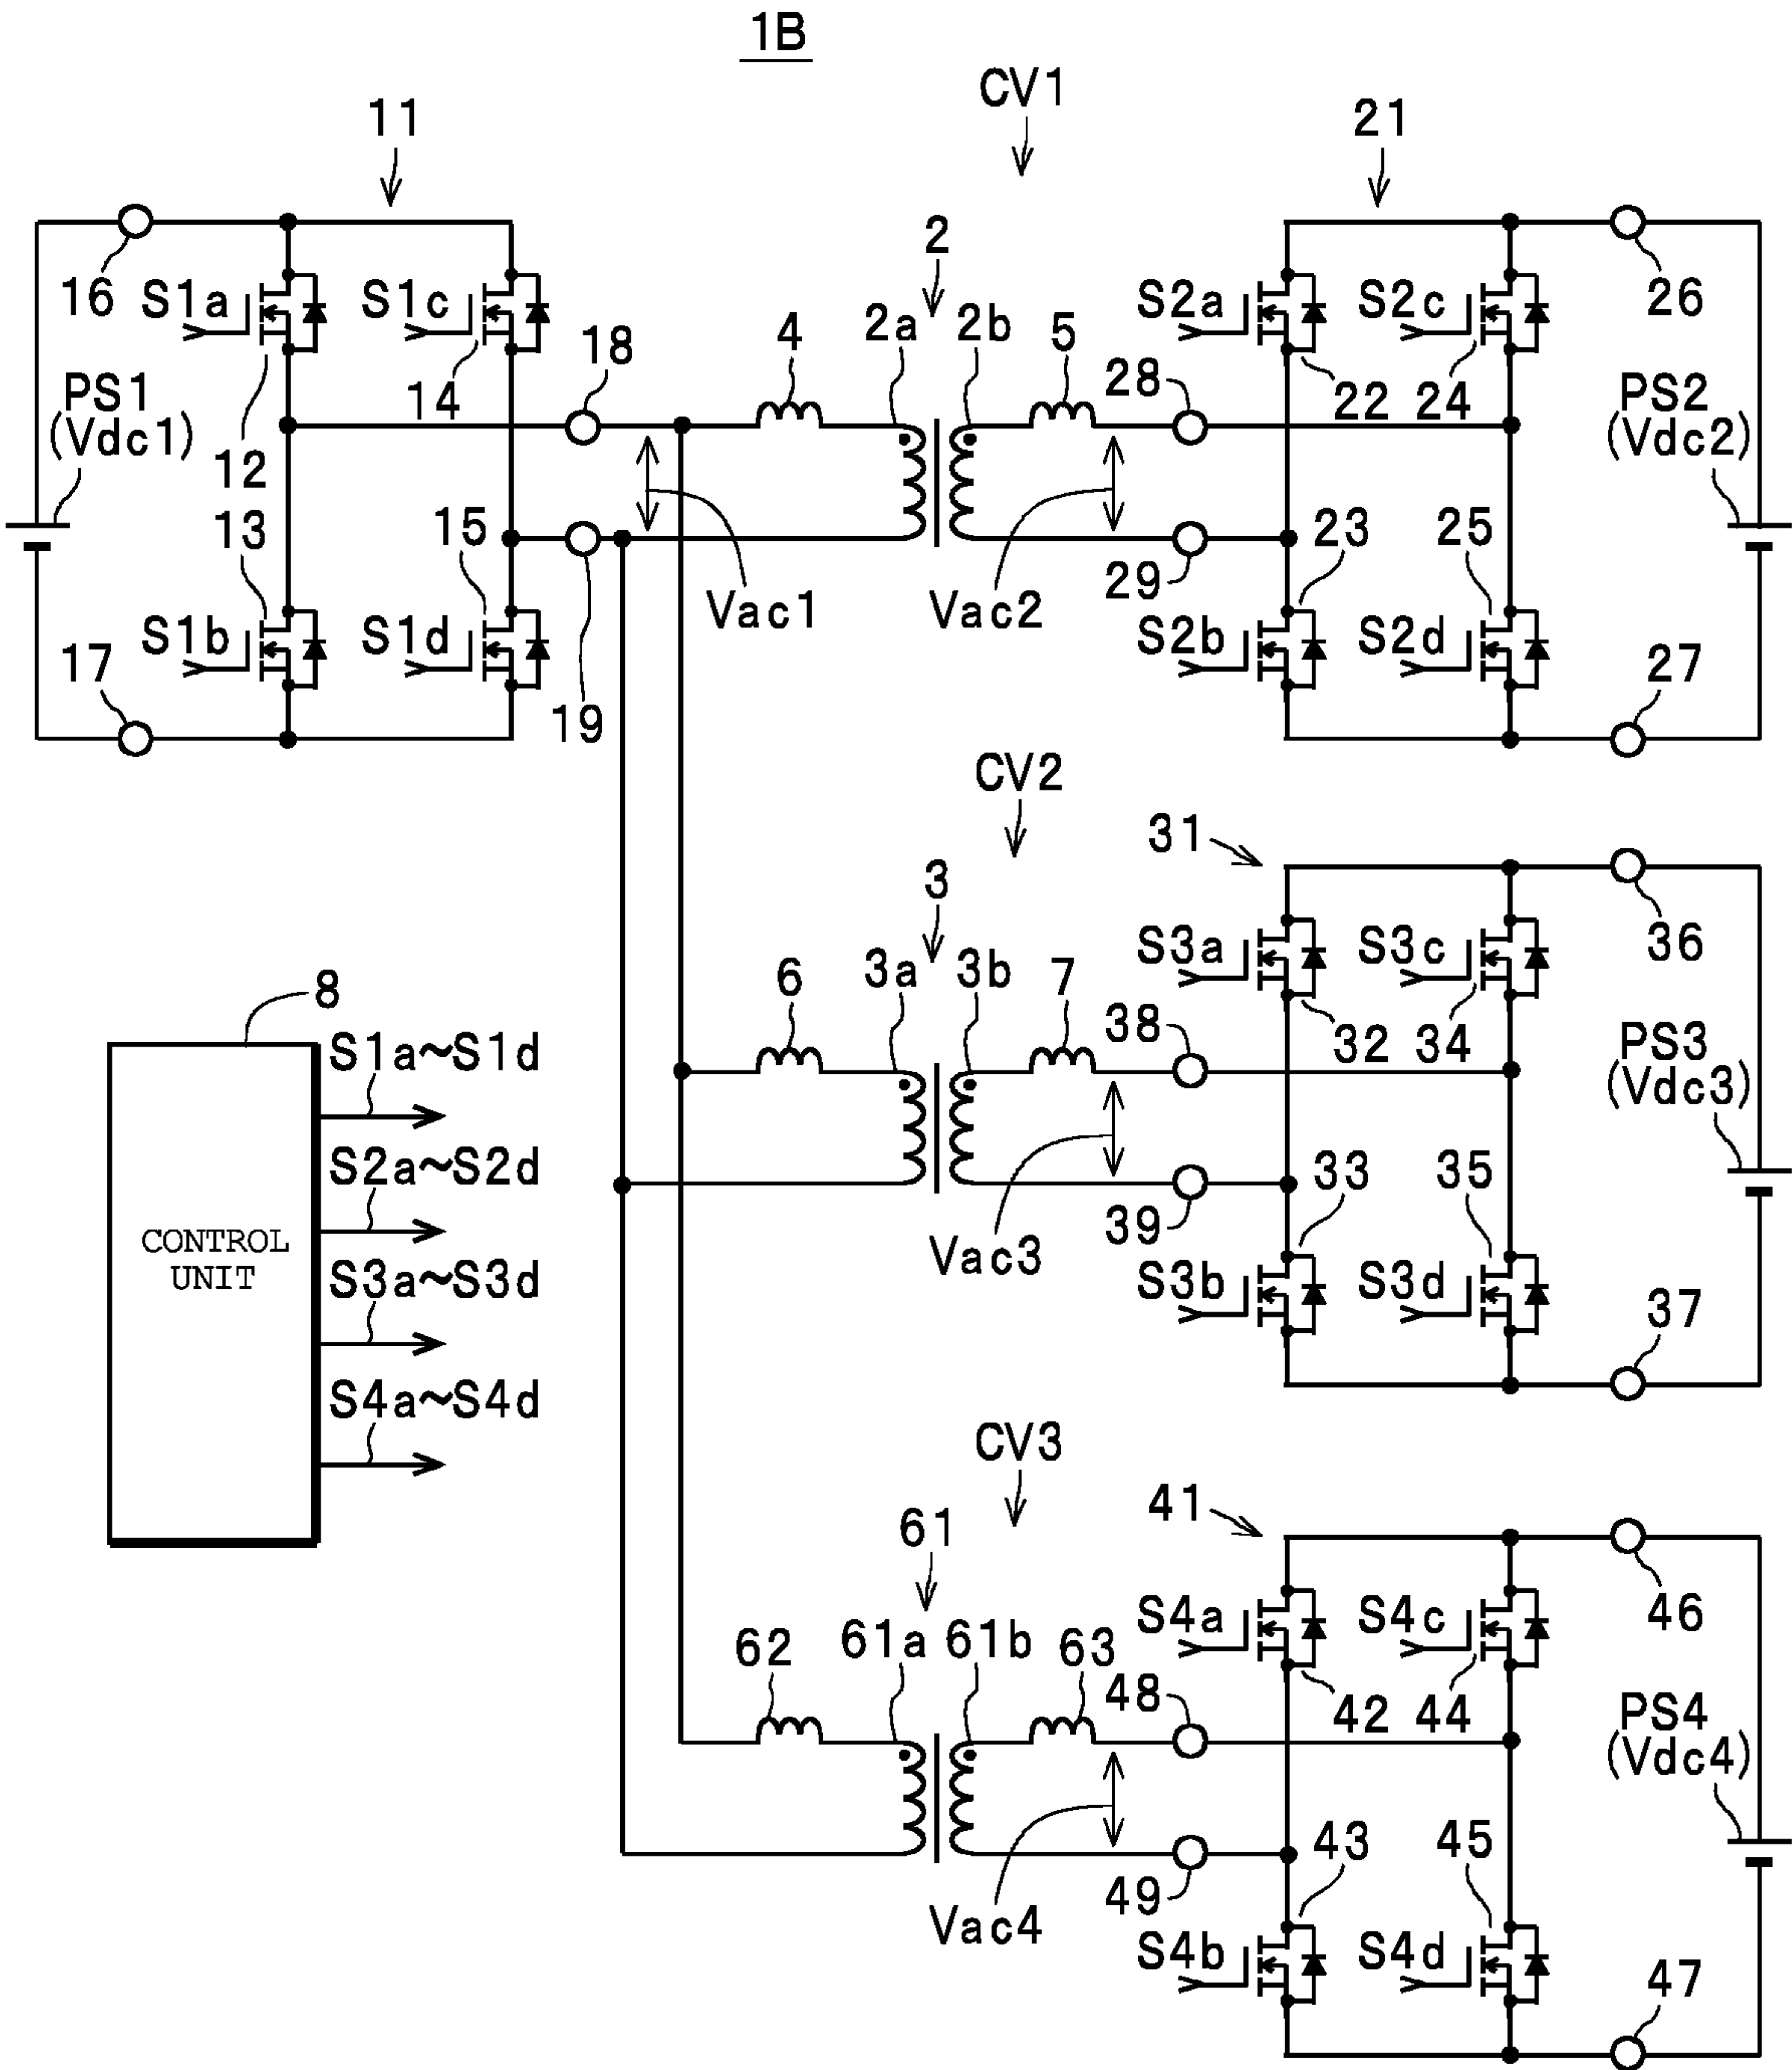 1B
CV1
11
21
2
16
S1a
S1c
4
2a
2b
5
S2a
S2c
26
18
28
PS1
(Vdc1)
14
22
24
PS2
(Vdc2)
12
13
15
23
25
29
Vac1
Vac2
S1b
S1d
S2b
S2d
17
27
19
CV2
31
3
36
S3a
S3c
6
3a
3b
7
38
8
32
34
PS3
(Vdc3)
S1a~S1d
S2a~S2d
33
35
39
CONTROL
UNIT
Vac3
S3a~S3d
S3b
S3d
37
S4a~S4d
CV3
41
61
46
S4a
S4c
62
61a
61b
63
48
42
44
PS4
(Vdc4)
43
45
49
Vac4
S4b
S4d
47